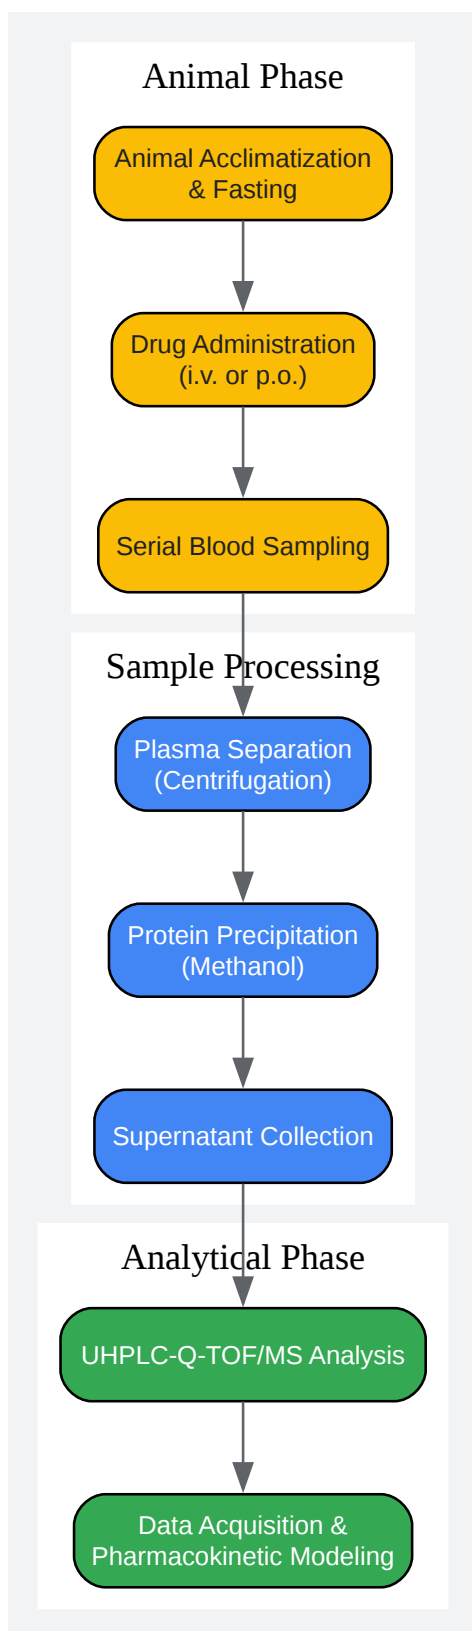 Animal Phase
Animal Acclimatization
& Fasting
Drug Administration
(i.v. or p.o.)
Serial Blood Sampling
Sample Processing
Plasma Separation
(Centrifugation)
Protein Precipitation
(Methanol)
Supernatant Collection
Analytical Phase
UHPLC-Q-TOF/MS Analysis
Data Acquisition &
Pharmacokinetic Modeling